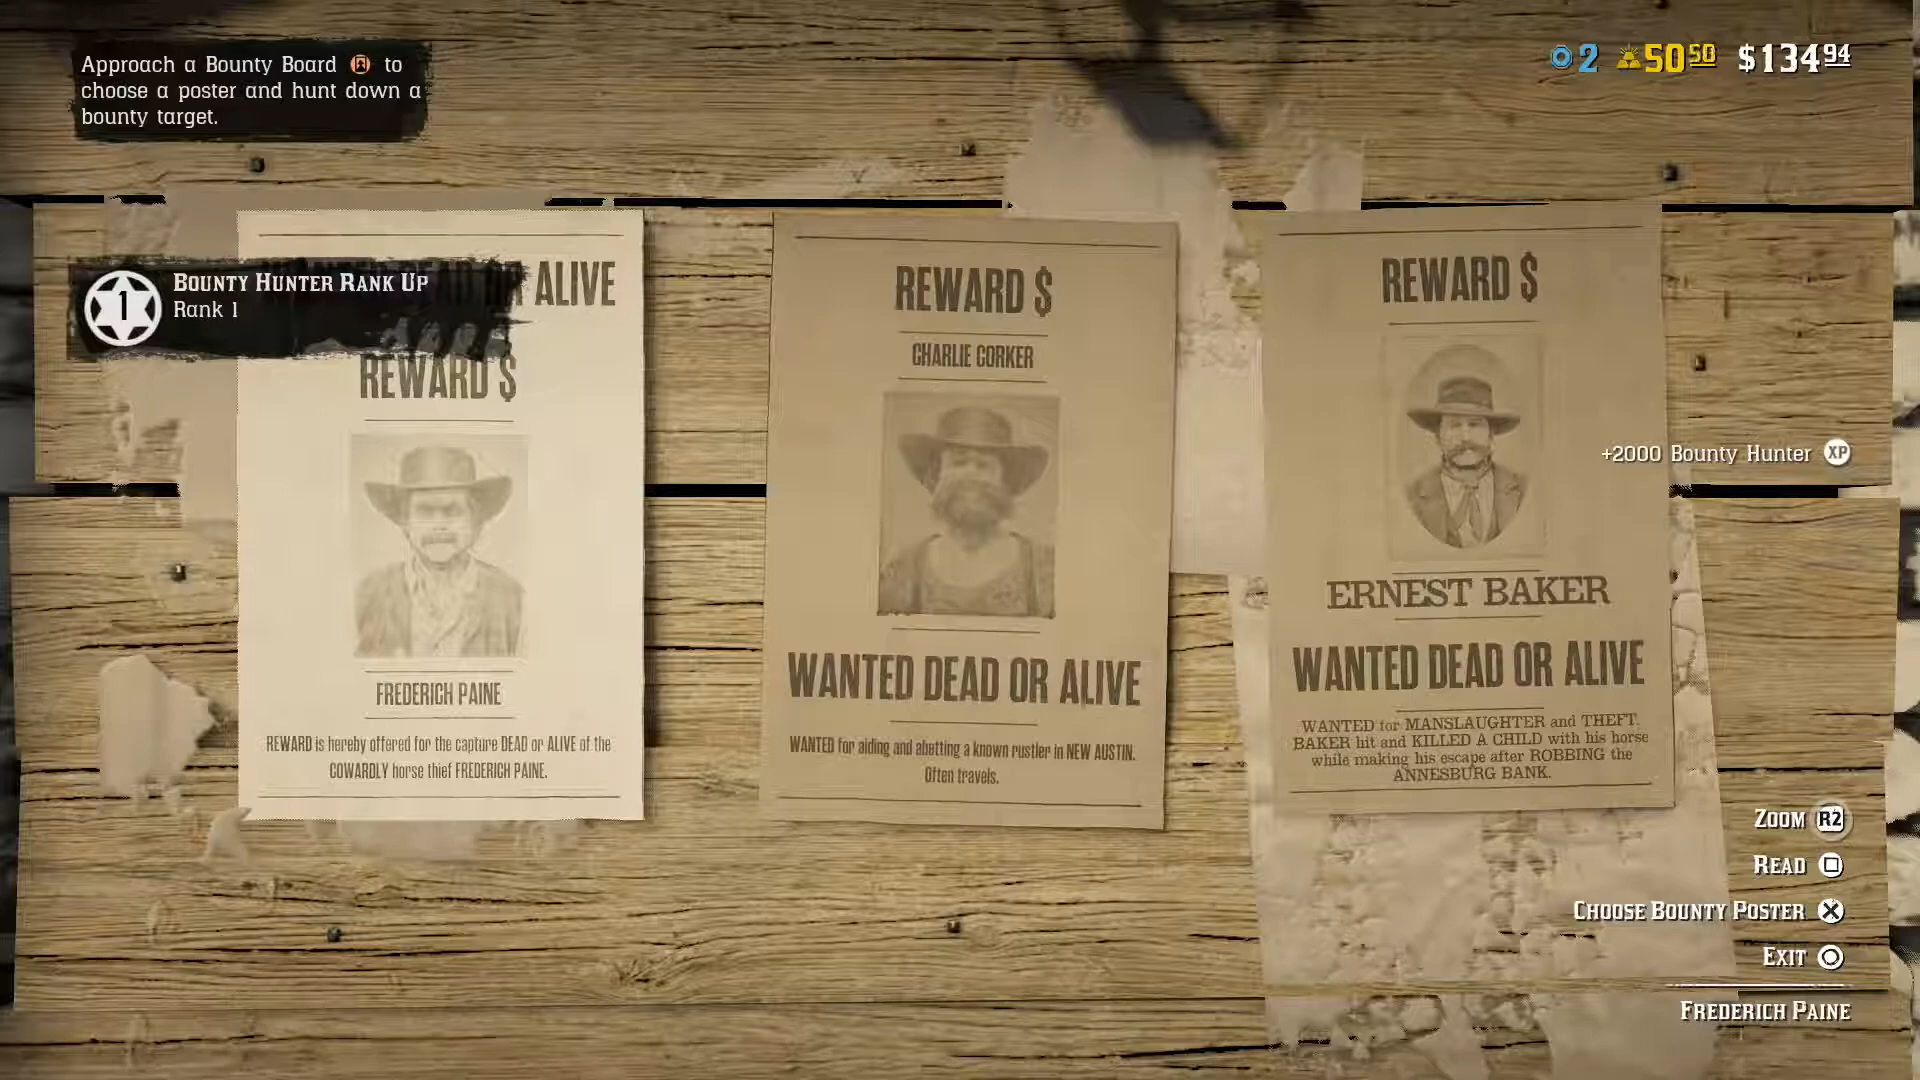 Approach a Bounty Board to
choose a poster and hunt down a
bounty target.
2 50 50 $134 94
BOUNTY HUNTER RANK UP
1
Rank 1
DEAD OR ALIVE
REWARD $
FREDERICH PAINE
REWARD is hereby offered for the capture DEAD or ALIVE of the
COWARDLY horse thief FREDERICH PAINE.
REWARD $
CHARLIE CORKER
WANTED DEAD OR ALIVE
WANTED for aiding and abetting a known rustler in NEW AUSTIN.
Often travels.
REWARD $
ERNEST BAKER
WANTED DEAD OR ALIVE
WANTED for MANSLAUGHTER and THEFT.
BAKER hit and KILLED A CHILD with his horse
while making his escape after ROBBING the
ANNESBURG BANK.
+2000 Bounty Hunter XP
ZOOM R2
READ
CHOOSE BOUNTY POSTER
EXIT
FREDERICH PAINE